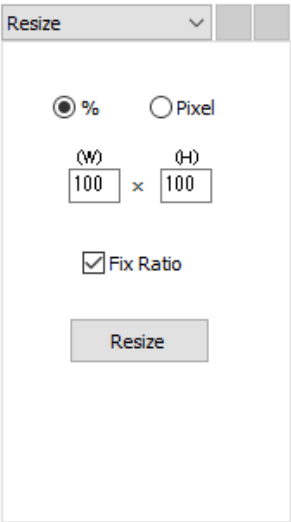 Resize
% Pixel
(W) (H)
100 x 100
Fix Ratio
Resize